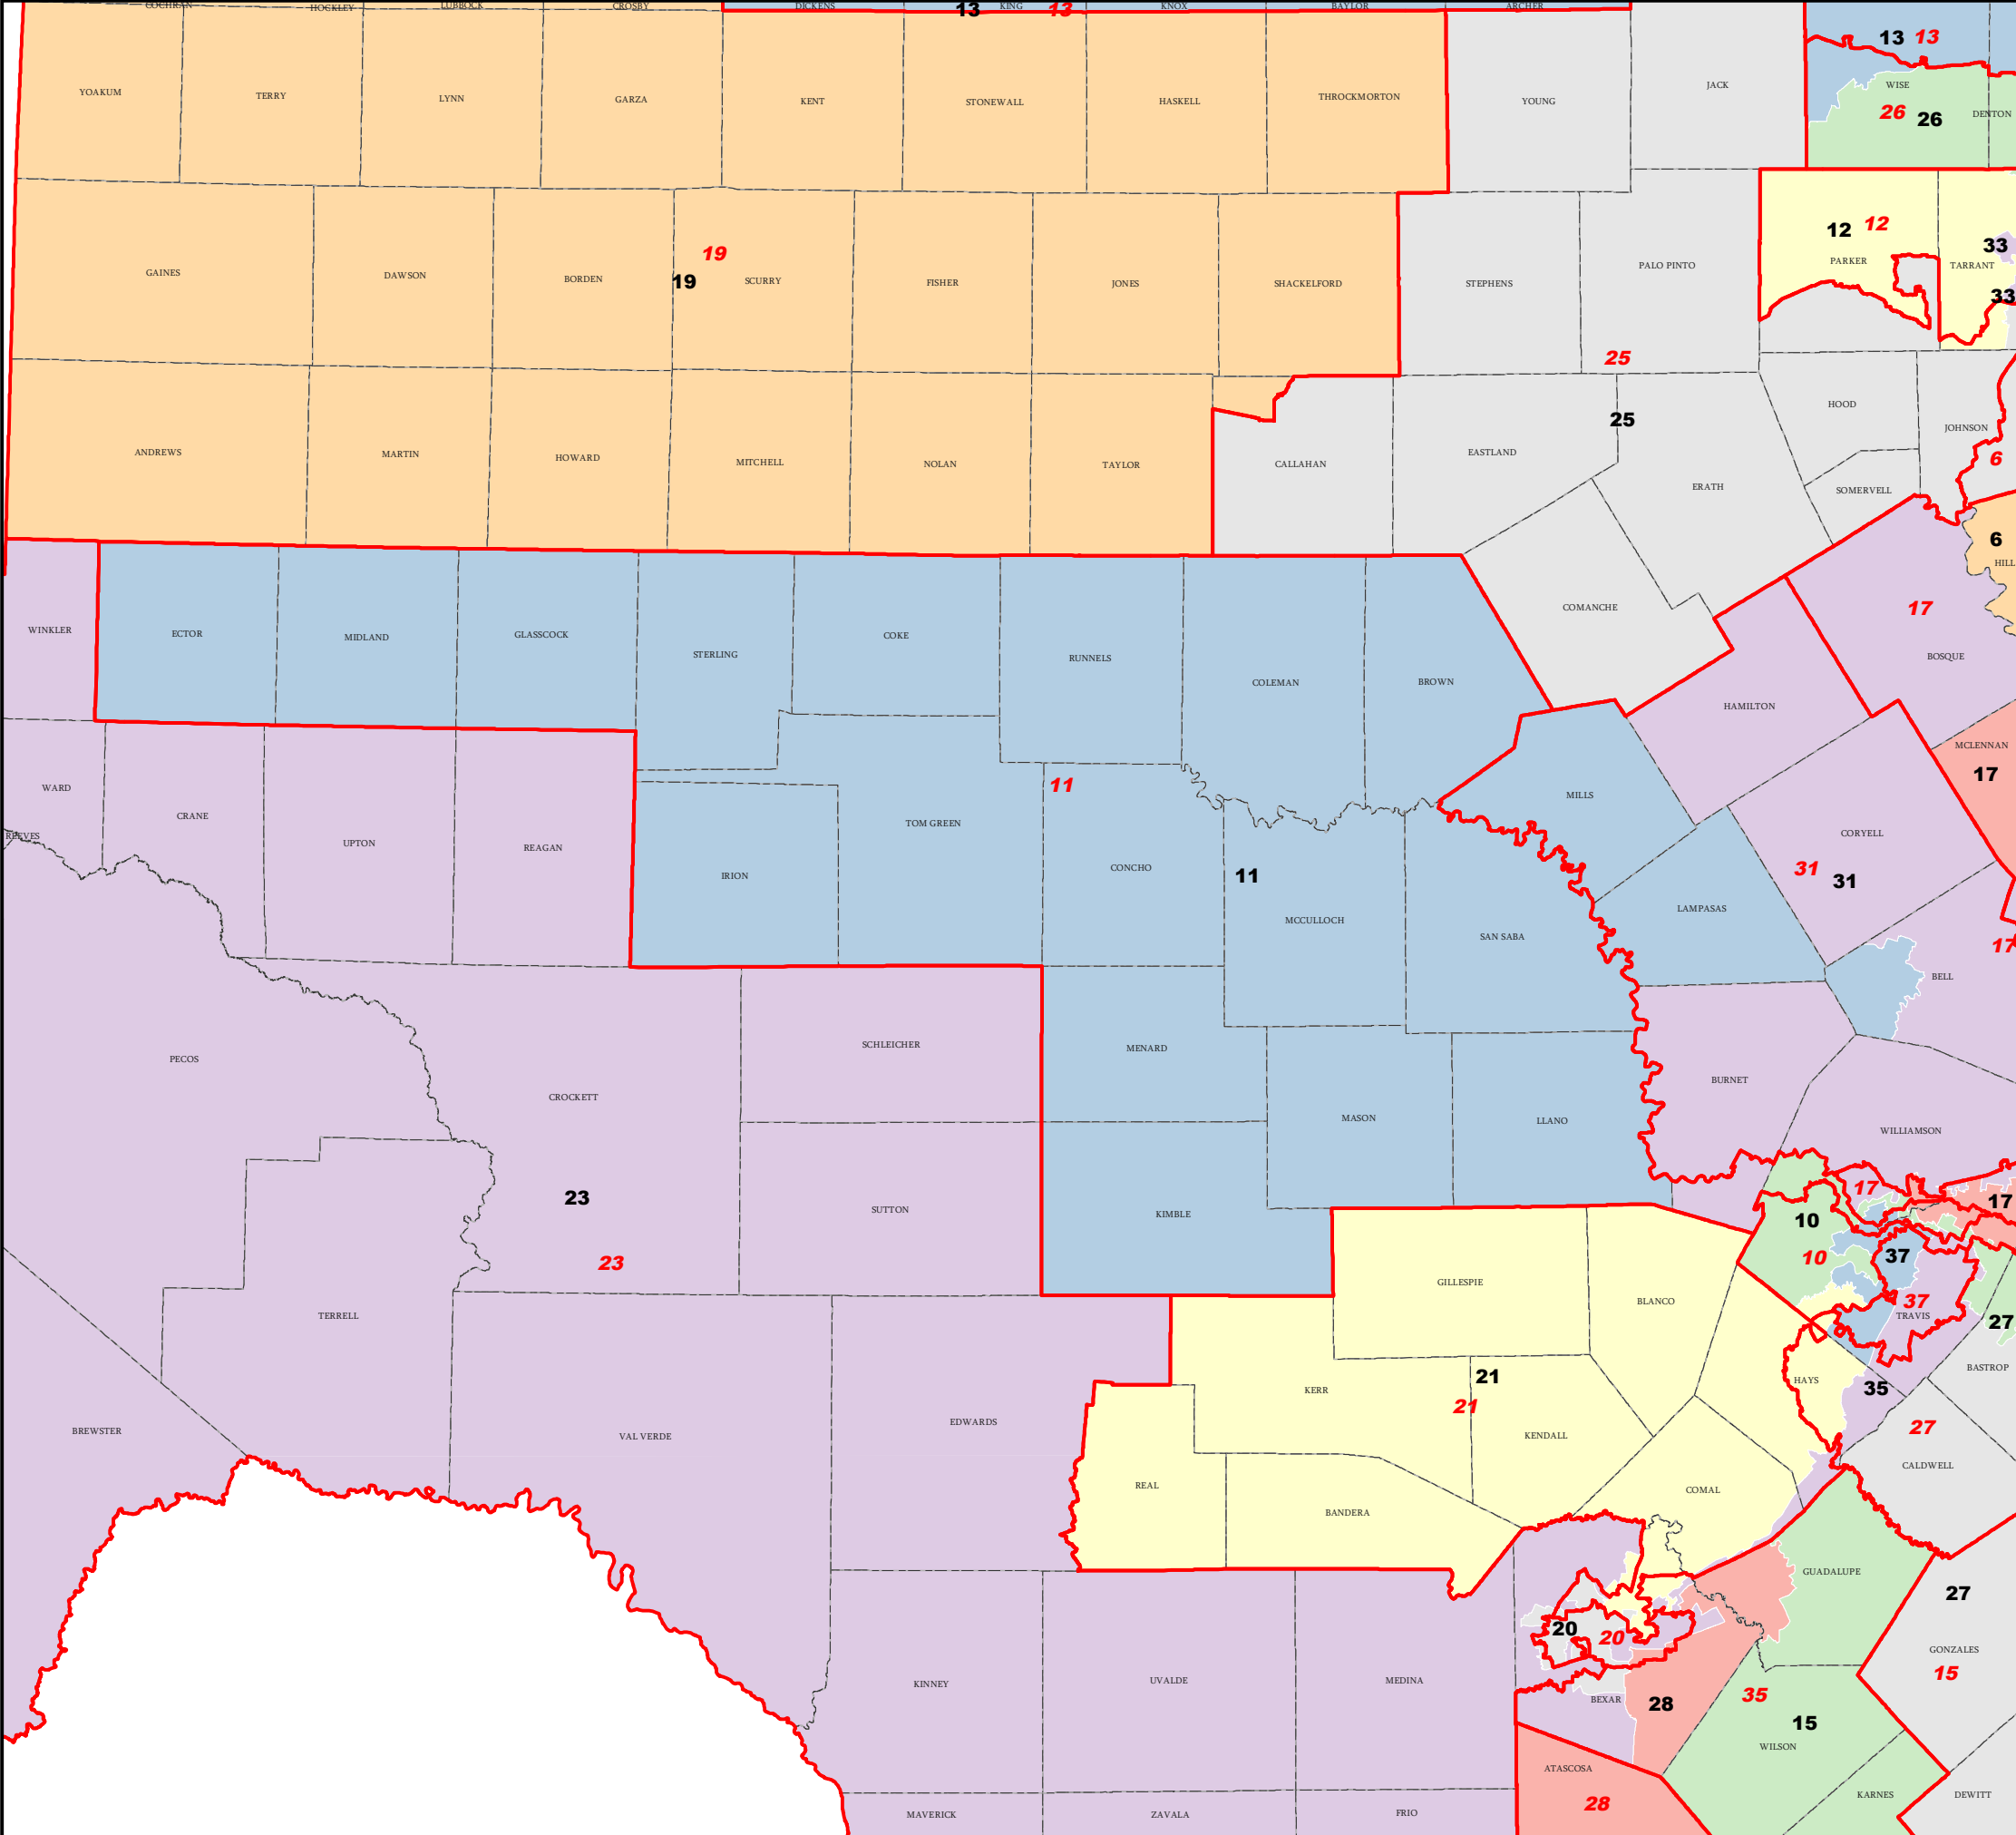 COCHRAN HOCKLEY LUBBOCK CROSBY DICKENS 13 KING 13 KNOX BAYLOR ARCHER
13 13
YOAKUM TERRY LYNN GARZA KENT STONEWALL HASKELL THROCKMORTON YOUNG JACK WISE
26 26 DENTON
19 12 12 33
GAINES DAWSON BORDEN 19 SCURRY FISHER JONES SHACKELFORD STEPHENS PALO PINTO PARKER TARRANT
33
25
25 HOOD JOHNSON
ANDREWS MARTIN HOWARD MITCHELL NOLAN TAYLOR CALLAHAN EASTLAND ERATH SOMERVELL 6
6
HILL
WINKLER ECTOR MIDLAND GLASSCOCK STERLING COKE RUNNELS COLEMAN BROWN COMANCHE 17
BOSQUE
HAMILTON
MCLENNAN
17
WARD CRANE UPTON REAGAN IRION TOM GREEN 11 CONCHO 11 MILLS CORYELL
REEVES
31 31
MCCULLOCH SAN SABA LAMPASAS
17
BELL
PECOS CROCKETT SCHLEICHER MENARD MASON LLANO BURNET
WILLIAMSON
23 SUTTON KIMBLE 17 17
10
23 10 37
GILLESPIE BLANCO 37
TERRELL TRAVIS 27
21 HAYS 35 BASTROP
BREWSTER VAL VERDE EDWARDS KERR 21 KENDALL 27
CALDWELL
REAL BANDERA COMAL
GUADALUPE 27
20 20 GONZALES
KINNEY UVALDE MEDINA 15
BEXAR 28 35
15
WILSON
ATASCOSA
28 KARNES DEWITT
MAVERICK ZAVALA FRIO